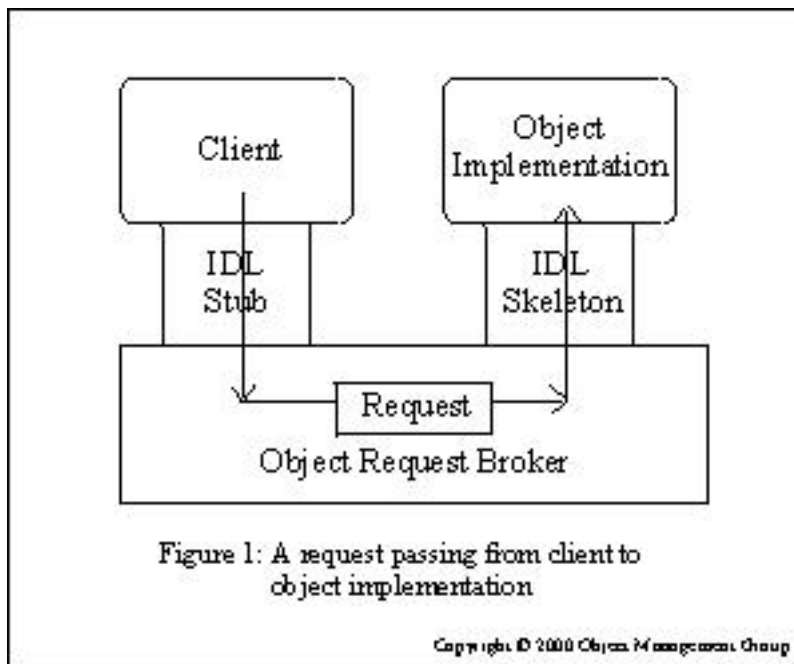 Client
Object
Implementation
IDL
Stub
IDL
Skeleton
Request
Object Request Broker
Figure 1: A request passing from client to
object implementation
Copyright © 2000 Object Management Group